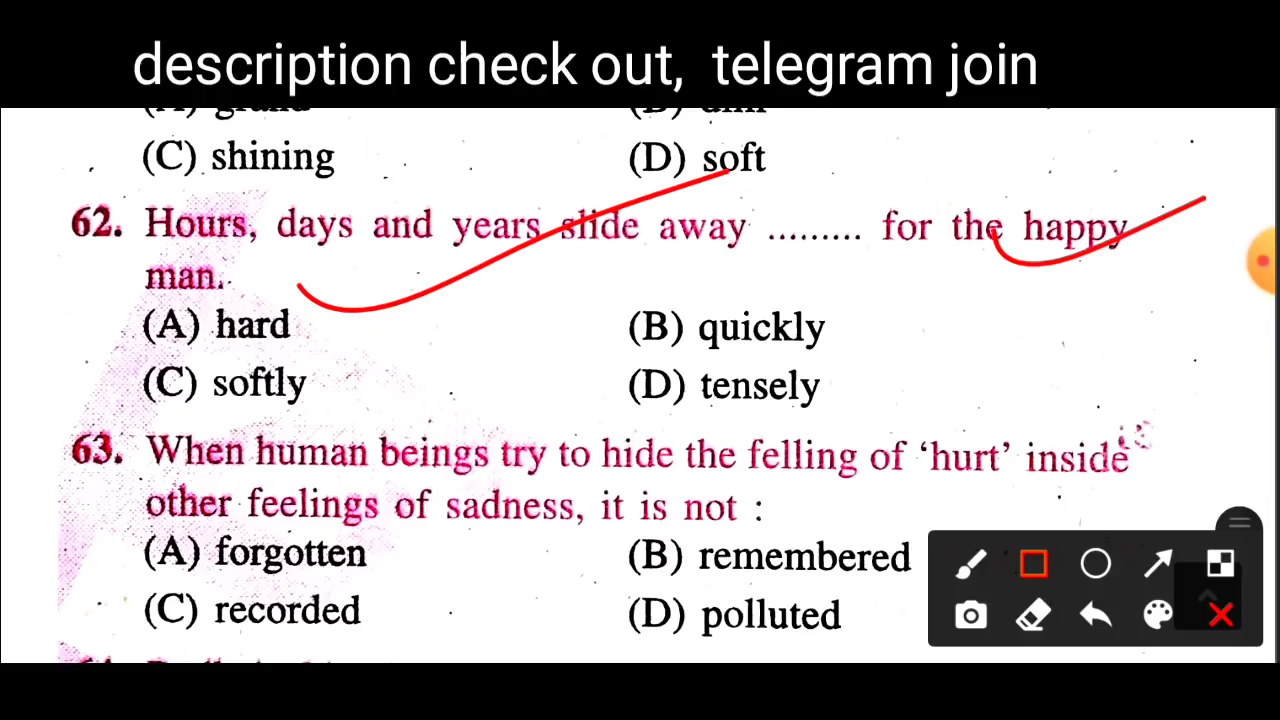 description check out, telegram join
(C) shining (D) soft
62. Hours, days and years slide away ......... for the happy
man.
(A) hard (B) quickly
(C) softly (D) tensely
63. When human beings try to hide the felling of ‘hurt’ inside
other feelings of sadness, it is not :
(A) forgotten (B) remembered
(C) recorded (D) polluted